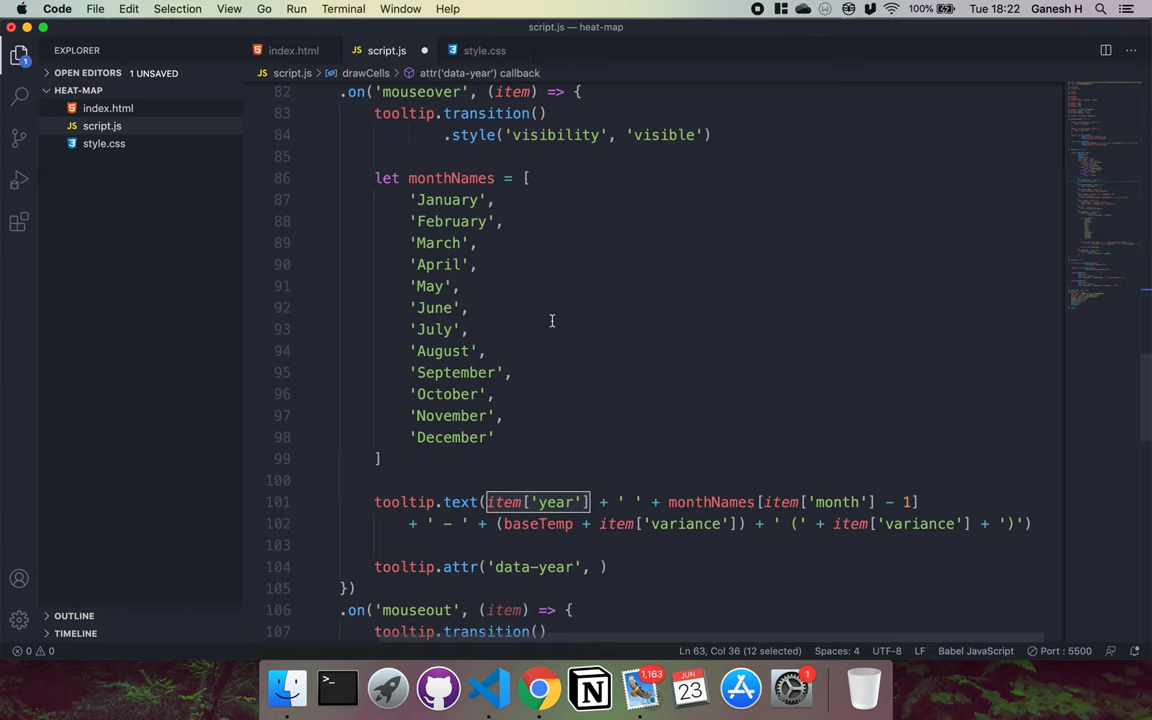 Code File Edit Selection View Go Run Terminal Window Help 100% Tue 18:22 Ganesh H
script.js — heat-map
EXPLORER
index.html
JS script.js
style.css
OPEN EDITORS 1 UNSAVED
JS script.js > drawCells > attr('data-year') callback
HEAT-MAP
index.html
JS script.js
style.css
82 .on('mouseover', (item) => {
83 tooltip.transition()
84 .style('visibility', 'visible')
85
86 let monthNames = [
87 'January',
88 'February',
89 'March',
90 'April',
91 'May',
92 'June',
93 'July',
94 'August',
95 'September',
96 'October',
97 'November',
98 'December'
99 ]
100
101 tooltip.text(item['year'] + ' ' + monthNames[item['month'] - 1]
102 + ' - ' + (baseTemp + item['variance']) + ' (' + item['variance'] + ')')
103
104 tooltip.attr('data-year', )
105 })
106 .on('mouseout', (item) => {
107 tooltip.transition()
1
OUTLINE
TIMELINE
0 0 Ln 63, Col 36 (12 selected) Spaces: 4 UTF-8 LF Babel JavaScript Port : 5500
1,163
JUN
23
1